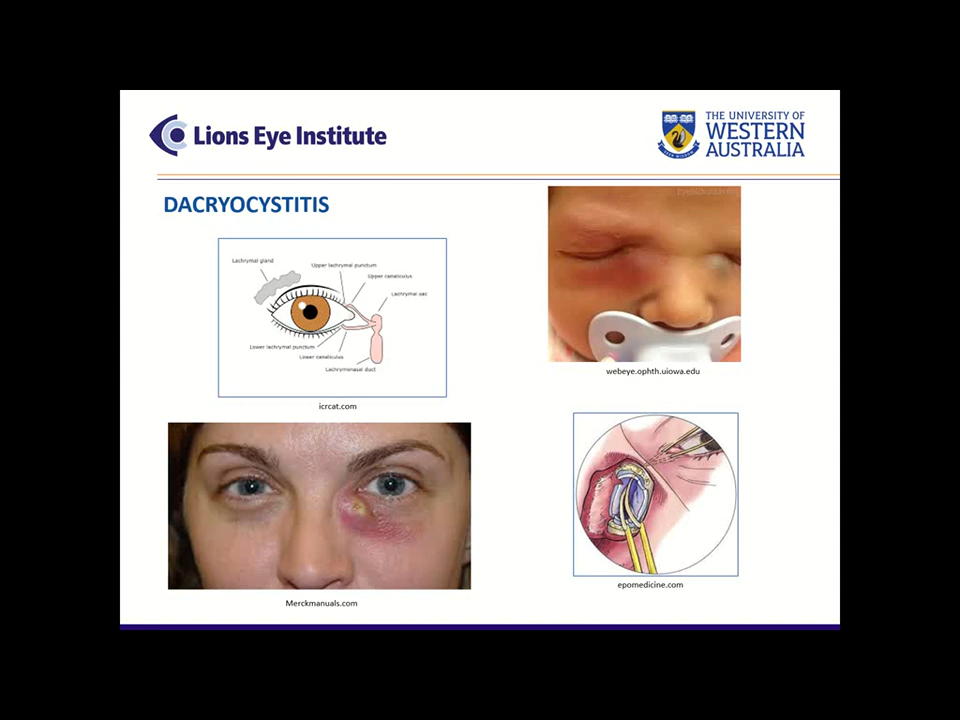 Lions Eye Institute
THE UNIVERSITY OF
WESTERN
AUSTRALIA
DACRYOCYSTITIS
Lachrymal gland
Upper lachrymal punctum
Upper canaliculus
Lachrymal sac
Lower lachrymal punctum
Lower canaliculus
Lachrymonasal duct
icrcat.com
webeye.ophth.uiowa.edu
Merckmanuals.com
epomedicine.com